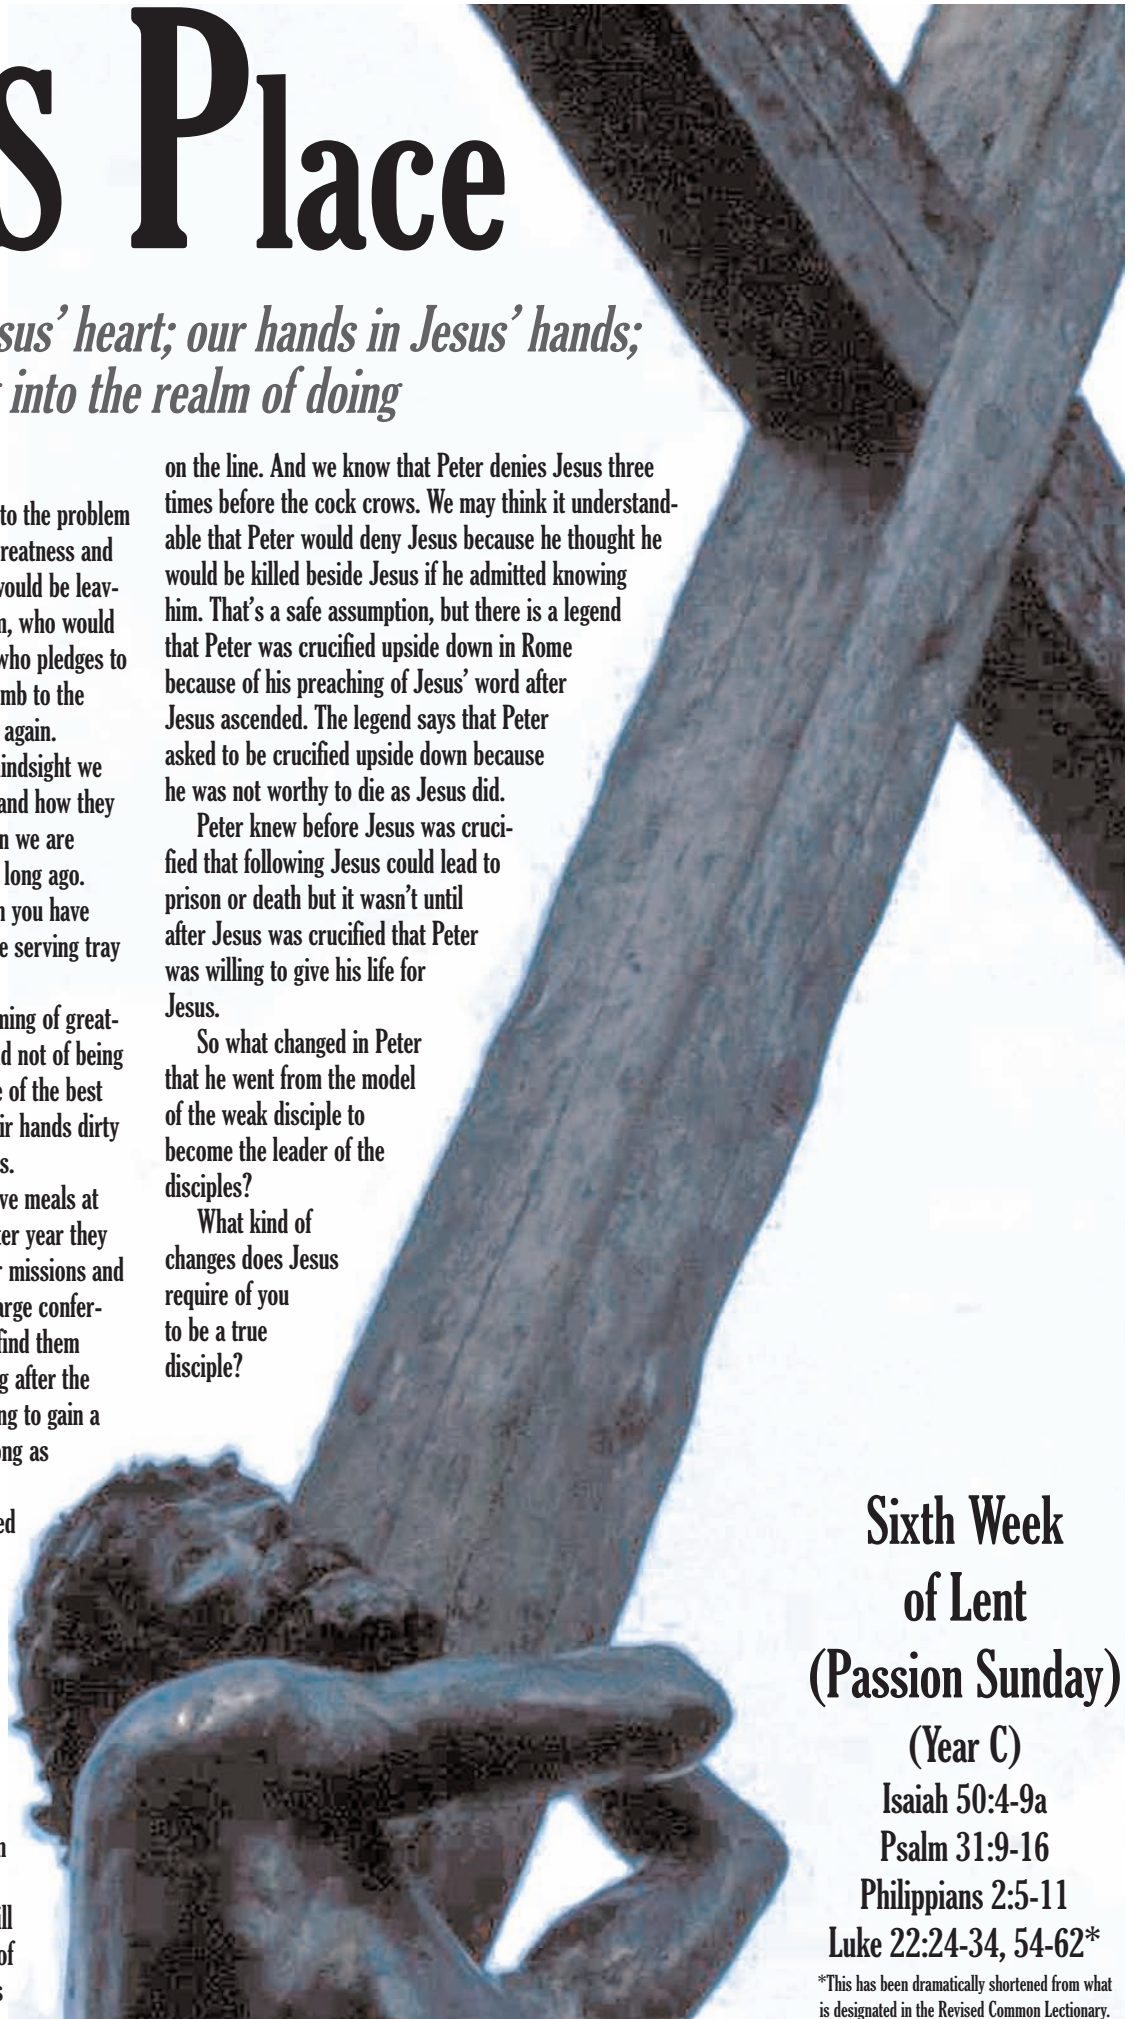 s Place
sus' heart; our hands in Jesus' hands;
into the realm of doing
to the problem
reatness and
would be leav-
, who would
who pledges to
mb to the
again.
indsight we
and how they
n we are
long ago.
n you have
e serving tray
ning of great-
d not of being
e of the best
ir hands dirty
s.
ve meals at
er year they
r missions and
arge confer-
find them
g after the
ng to gain a
ong as
ed
n
ill
of
s
on the line. And we know that Peter denies Jesus three
times before the cock crows. We may think it understand-
able that Peter would deny Jesus because he thought he
would be killed beside Jesus if he admitted knowing
him. That's a safe assumption, but there is a legend
that Peter was crucified upside down in Rome
because of his preaching of Jesus' word after
Jesus ascended. The legend says that Peter
asked to be crucified upside down because
he was not worthy to die as Jesus did.
Peter knew before Jesus was cruci-
fied that following Jesus could lead to
prison or death but it wasn't until
after Jesus was crucified that Peter
was willing to give his life for
Jesus.
So what changed in Peter
that he went from the model
of the weak disciple to
become the leader of the
disciples?
What kind of
changes does Jesus
require of you
to be a true
disciple?
Sixth Week
of Lent
(Passion Sunday)
(Year C)
Isaiah 50:4-9a
Psalm 31:9-16
Philippians 2:5-11
Luke 22:24-34, 54-62*
*This has been dramatically shortened from what
is designated in the Revised Common Lectionary.